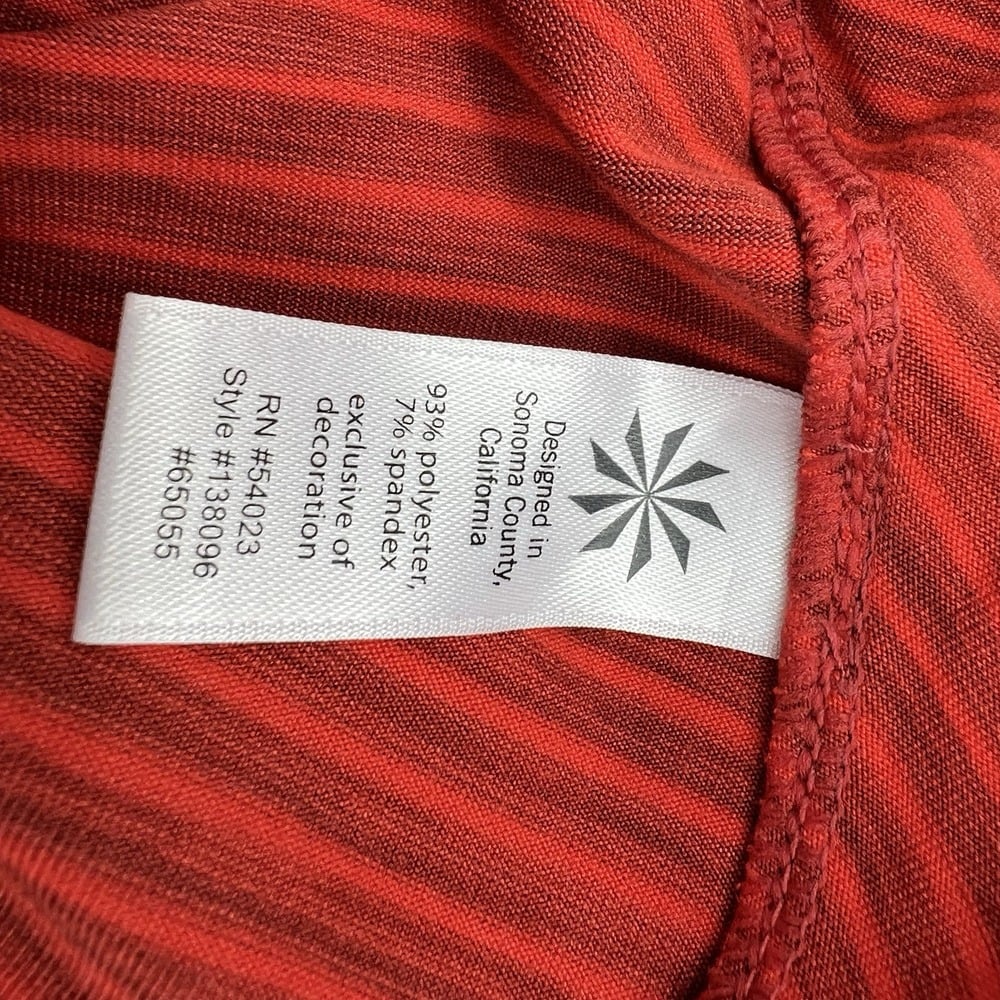 Designed in
Sonoma County,
California
93% polyester,
7% spandex
exclusive of
decoration
RN #54023
Style #138096
#65055